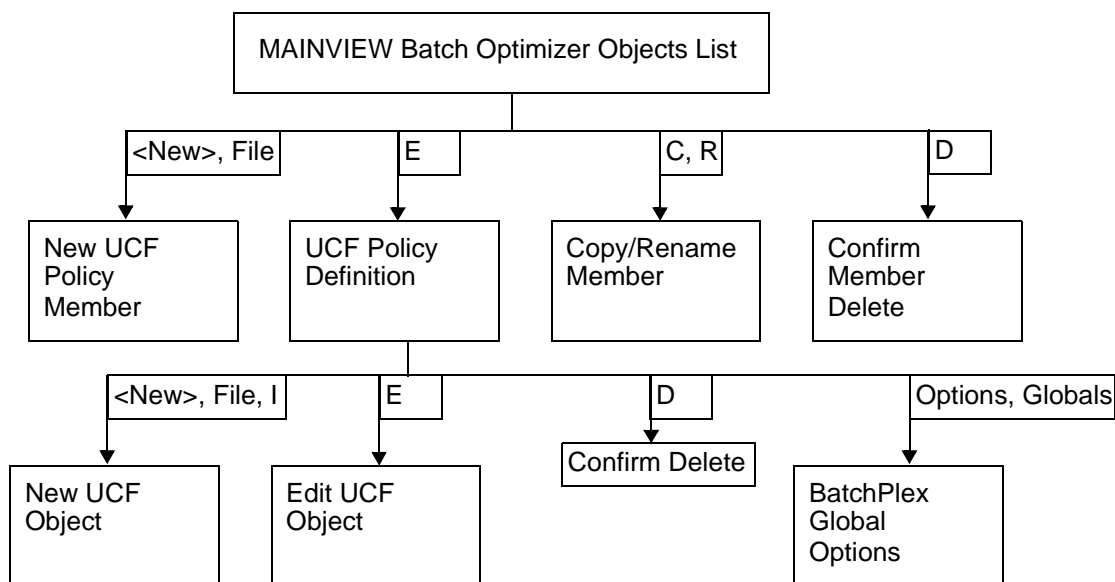 MAINVIEW Batch Optimizer Objects List
<New>, File
E
C, R
D
New UCF
Policy
Member
UCF Policy
Definition
Copy/Rename
Member
Confirm
Member
Delete
<New>, File, I
E
D
Options, Globals
New UCF
Object
Edit UCF
Object
Confirm Delete
BatchPlex
Global
Options